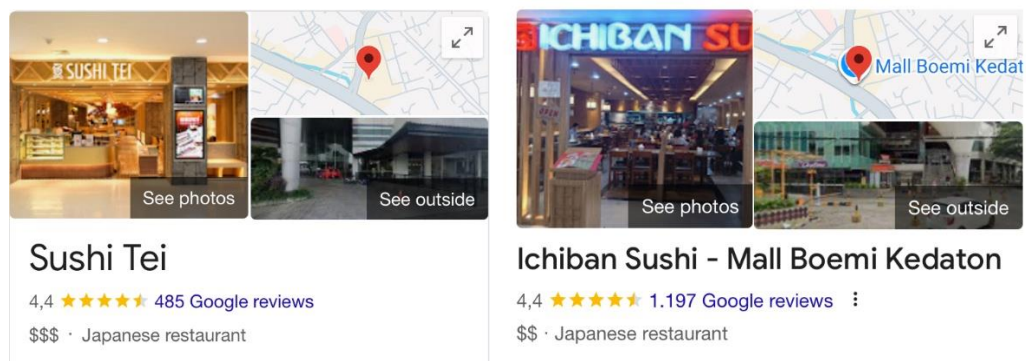 SUSHI TEI
See photos
See outside
Sushi Tei
4,4 485 Google reviews
$$$ · Japanese restaurant
ICHIBAN SU
Mall Boemi Kedat
See photos
See outside
Ichiban Sushi - Mall Boemi Kedaton
4,4 1.197 Google reviews
$$ · Japanese restaurant